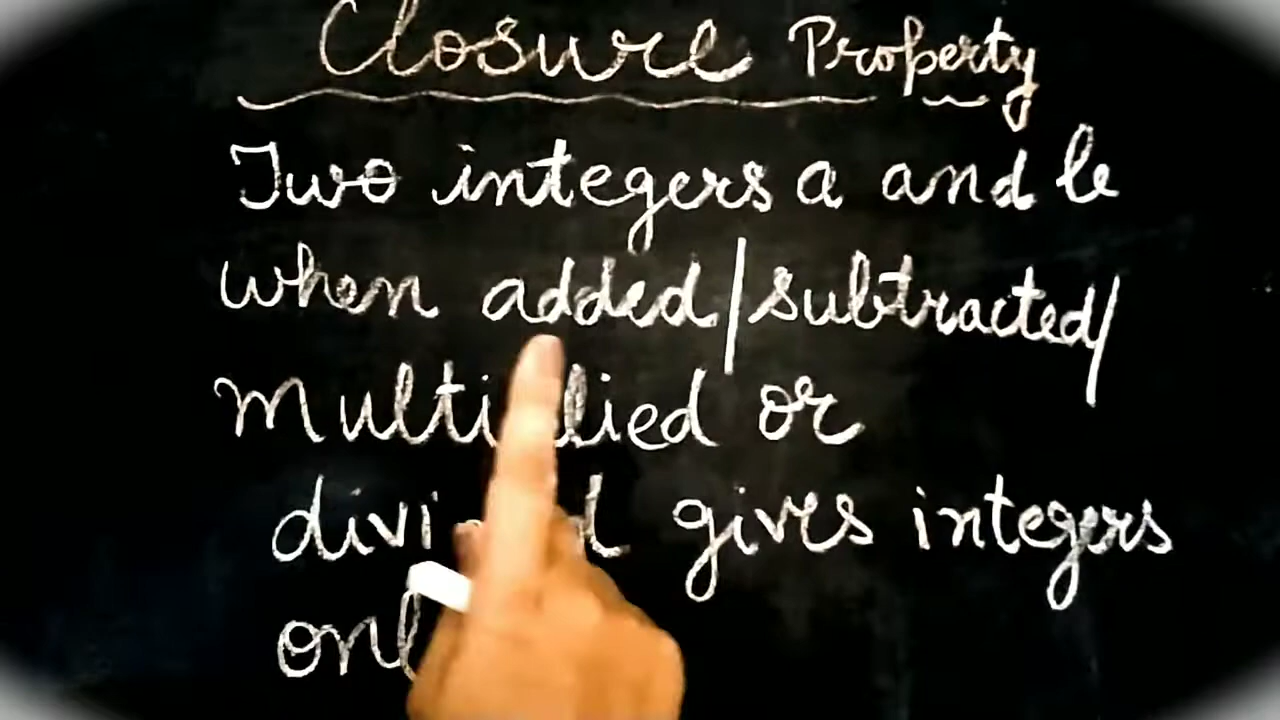 Closure Property
Two integers a and b
when added/subtracted/
multiplied or
divided gives integers
only